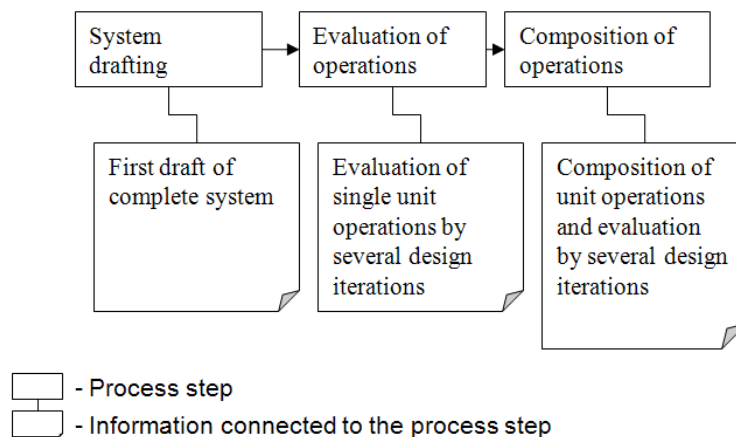 System
drafting
Evaluation of
operations
Composition of
operations
First draft of
complete system
Evaluation of
single unit
operations by
several design
iterations
Composition of
unit operations
and evaluation
by several design
iterations
- Process step
- Information connected to the process step